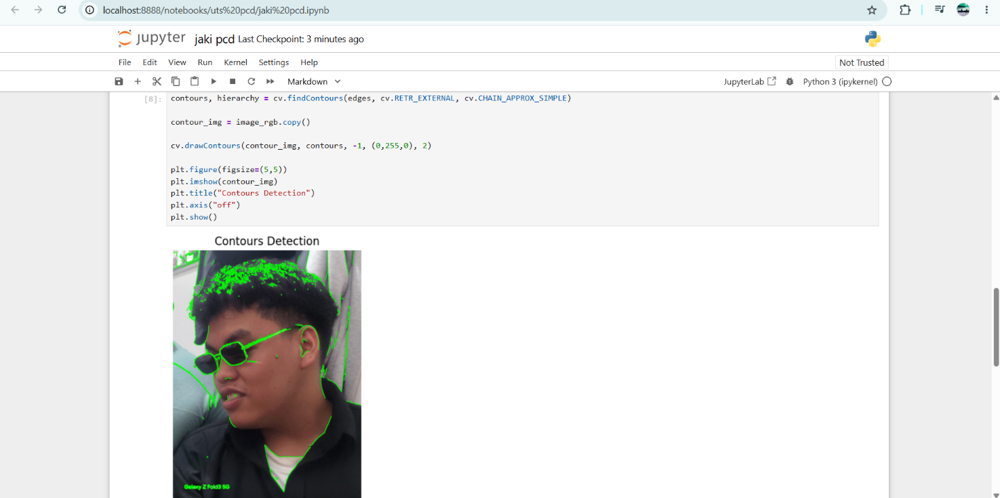 localhost:8888/notebooks/uts%20pcd/jaki%20pcd.ipynb
jupyter jaki pcd Last Checkpoint: 3 minutes ago
File Edit View Run Kernel Settings Help Not Trusted
Markdown JupyterLab Python 3 (ipykernel)
[8]: contours, hierarchy = cv.findContours(edges, cv.RETR_EXTERNAL, cv.CHAIN_APPROX_SIMPLE)
contour_img = image_rgb.copy()
cv.drawContours(contour_img, contours, -1, (0,255,0), 2)
plt.figure(figsize=(5,5))
plt.imshow(contour_img)
plt.title("Contours Detection")
plt.axis("off")
plt.show()
Contours Detection
Galaxy Z Fold3 5G